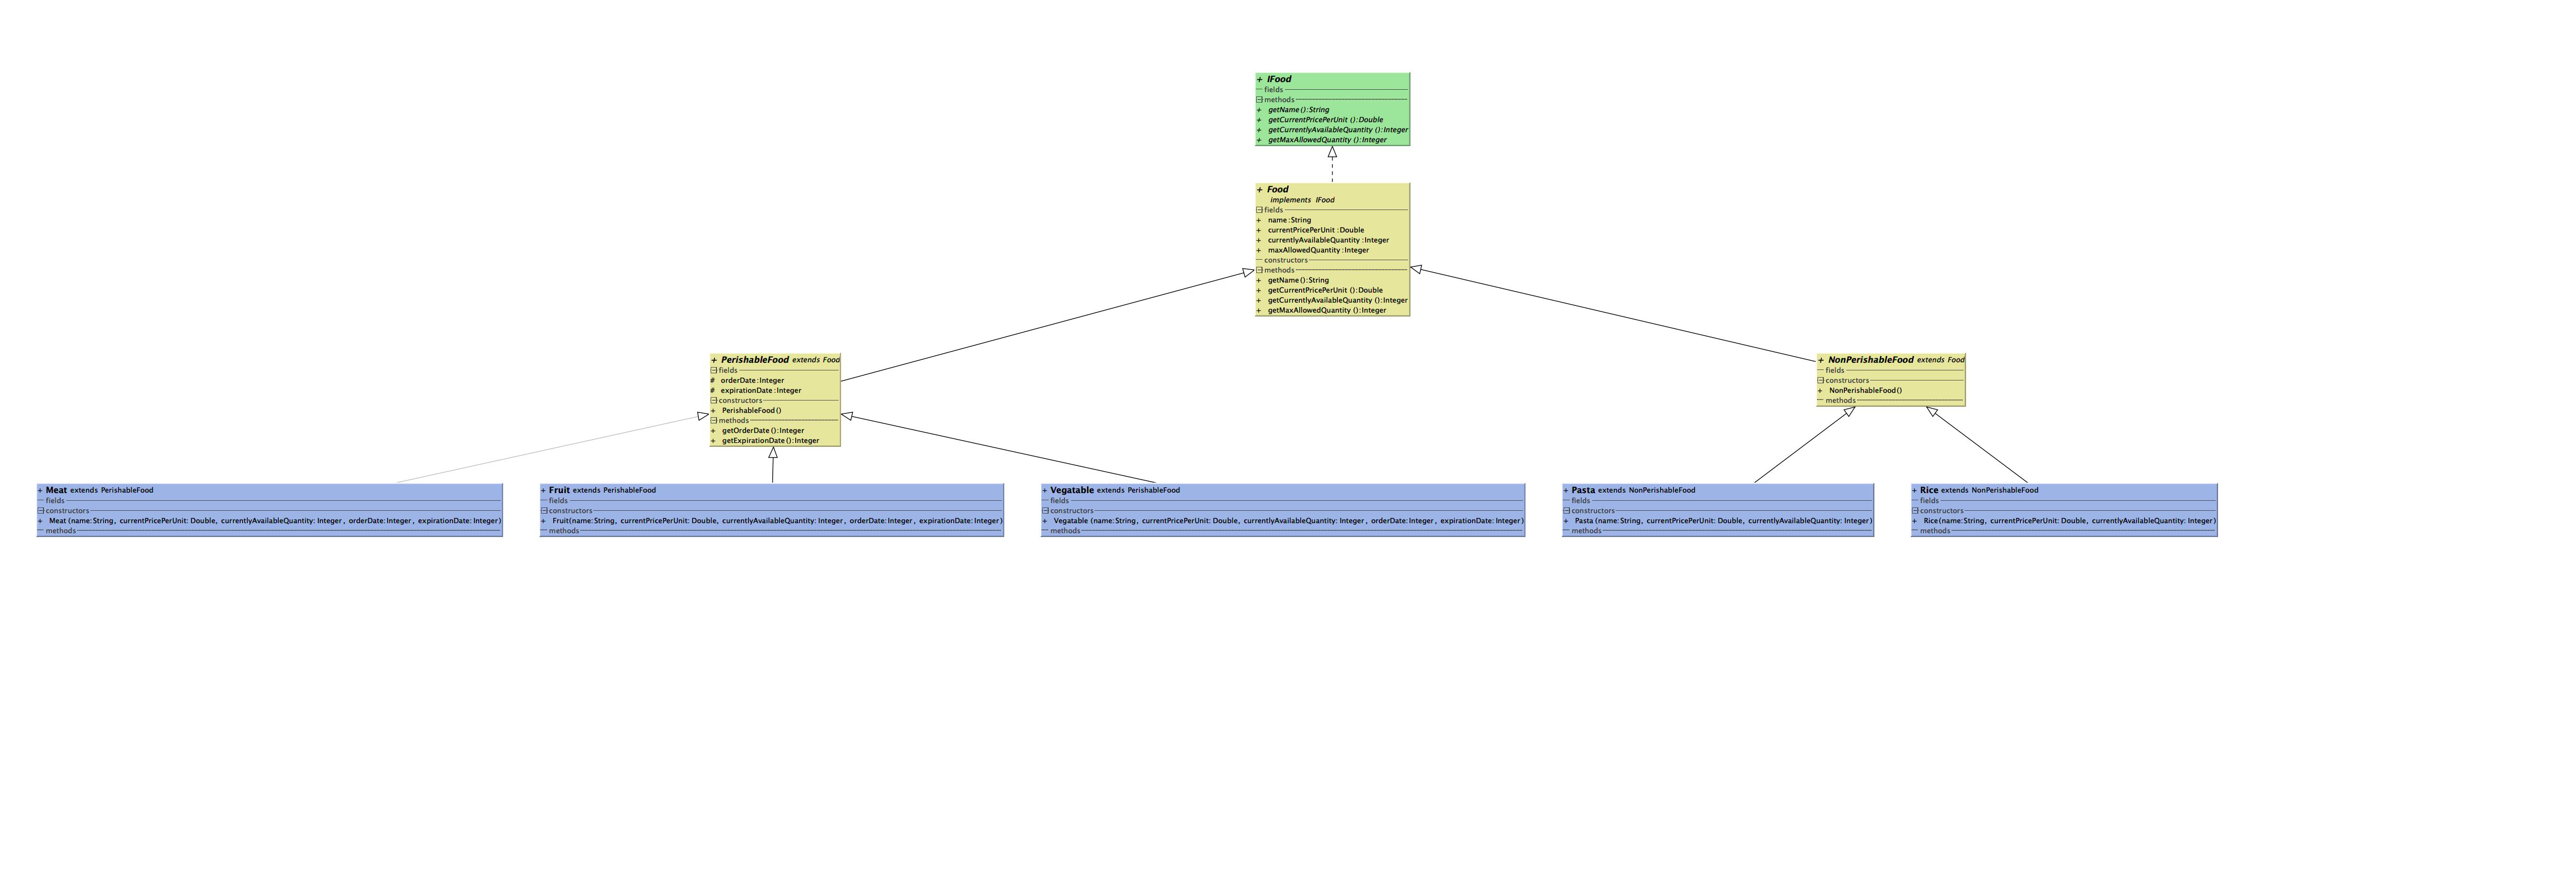 + IFood
fields
methods
+ getName():String
+ getCurrentPricePerUnit():Double
+ getCurrentlyAvailableQuantity():Integer
+ getMaxAllowedQuantity():Integer
+ Food
implements IFood
fields
+ name:String
+ currentPricePerUnit:Double
+ currentlyAvailableQuantity:Integer
+ maxAllowedQuantity:Integer
constructors
methods
+ getName():String
+ getCurrentPricePerUnit():Double
+ getCurrentlyAvailableQuantity():Integer
+ getMaxAllowedQuantity():Integer
+ PerishableFood extends Food
fields
# orderDate:Integer
# expirationDate:Integer
constructors
+ PerishableFood()
methods
+ getOrderDate():Integer
+ getExpirationDate():Integer
+ NonPerishableFood extends Food
fields
constructors
+ NonPerishableFood()
methods
+ Meat extends PerishableFood
fields
constructors
+ Meat(name:String, currentPricePerUnit: Double, currentlyAvailableQuantity: Integer, orderDate:Integer, expirationDate: Integer)
methods
+ Fruit extends PerishableFood
fields
constructors
+ Fruit(name:String, currentPricePerUnit: Double, currentlyAvailableQuantity: Integer, orderDate:Integer, expirationDate: Integer)
methods
+ Vegatable extends PerishableFood
fields
constructors
+ Vegatable (name:String, currentPricePerUnit: Double, currentlyAvailableQuantity: Integer, orderDate:Integer, expirationDate: Integer)
methods
+ Pasta extends NonPerishableFood
fields
constructors
+ Pasta (name:String, currentPricePerUnit: Double, currentlyAvailableQuantity: Integer)
methods
+ Rice extends NonPerishableFood
fields
constructors
+ Rice(name:String, currentPricePerUnit: Double, currentlyAvailableQuantity: Integer)
methods